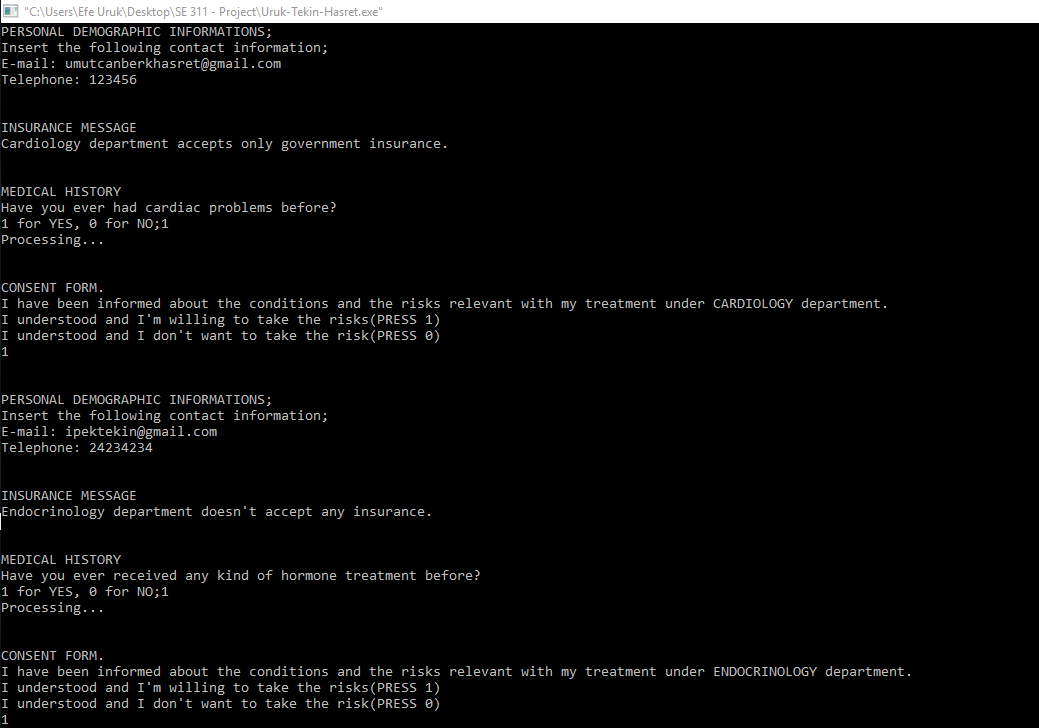 "C:\Users\Efe Uruk\Desktop\SE 311 - Project\Uruk-Tekin-Hasret.exe"
PERSONAL DEMOGRAPHIC INFORMATIONS;
Insert the following contact information;
E-mail: umutcanberkhasret@gmail.com
Telephone: 123456
INSURANCE MESSAGE
Cardiology department accepts only government insurance.
MEDICAL HISTORY
Have you ever had cardiac problems before?
1 for YES, 0 for NO;1
Processing...
CONSENT FORM.
I have been informed about the conditions and the risks relevant with my treatment under CARDIOLOGY department.
I understood and I'm willing to take the risks(PRESS 1)
I understood and I don't want to take the risk(PRESS 0)
1
PERSONAL DEMOGRAPHIC INFORMATIONS;
Insert the following contact information;
E-mail: ipektekin@gmail.com
Telephone: 24234234
INSURANCE MESSAGE
Endocrinology department doesn't accept any insurance.
MEDICAL HISTORY
Have you ever received any kind of hormone treatment before?
1 for YES, 0 for NO;1
Processing...
CONSENT FORM.
I have been informed about the conditions and the risks relevant with my treatment under ENDOCRINOLOGY department.
I understood and I'm willing to take the risks(PRESS 1)
I understood and I don't want to take the risk(PRESS 0)
1